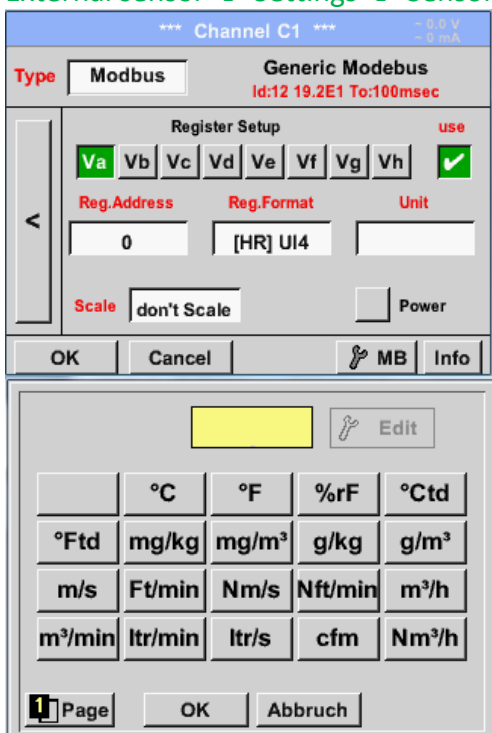 *** Channel C1 *** ~ 0.0 V
~ 0 mA
Type Modbus Generic Modebus
Id:12 19.2E1 To:100msec
Register Setup use
Va Vb Vc Vd Ve Vf Vg Vh
Reg.Address Reg.Format Unit
< 0 [HR] UI4
Scale don't Scale Power
OK Cancel MB Info
Edit
°C °F %rF °Ctd
°Ftd mg/kg mg/m³ g/kg g/m³
m/s Ft/min Nm/s Nft/min m³/h
m³/min ltr/min ltr/s cfm Nm³/h
1 Page OK Abbruch